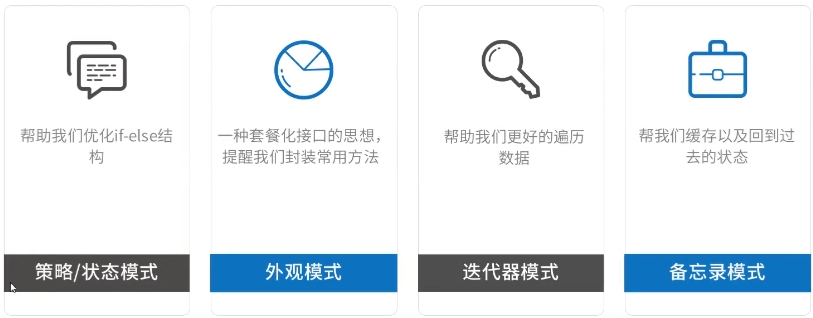 帮助我们优化if-else结
构
策略/状态模式
一种套餐化接口的思想，
提醒我们封装常用方法
外观模式
帮助我们更好的遍历
数据
迭代器模式
帮我们缓存以及回到过
去的状态
备忘录模式